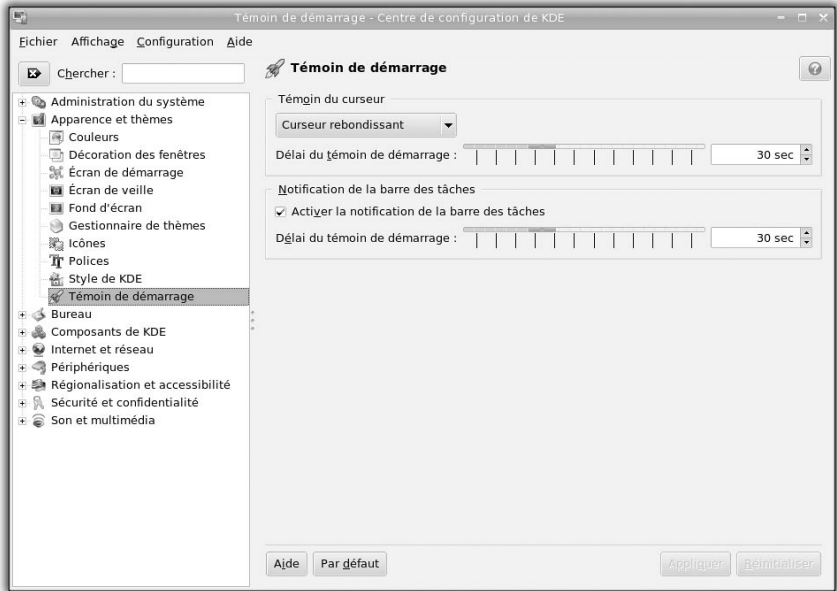 Témoin de démarrage - Centre de configuration de KDE
Fichier Affichage Configuration Aide
Chercher :
Administration du système
Apparence et thèmes
Couleurs
Décoration des fenêtres
Écran de démarrage
Écran de veille
Fond d'écran
Gestionnaire de thèmes
Icônes
Polices
Style de KDE
Témoin de démarrage
Bureau
Composants de KDE
Internet et réseau
Périphériques
Régionalisation et accessibilité
Sécurité et confidentialité
Son et multimédia
Témoin de démarrage
Témoin du curseur
Curseur rebondissant
Délai du témoin de démarrage : 30 sec
Notification de la barre des tâches
Activer la notification de la barre des tâches
Délai du témoin de démarrage : 30 sec
Aide Par défaut Appliquer Réinitialiser